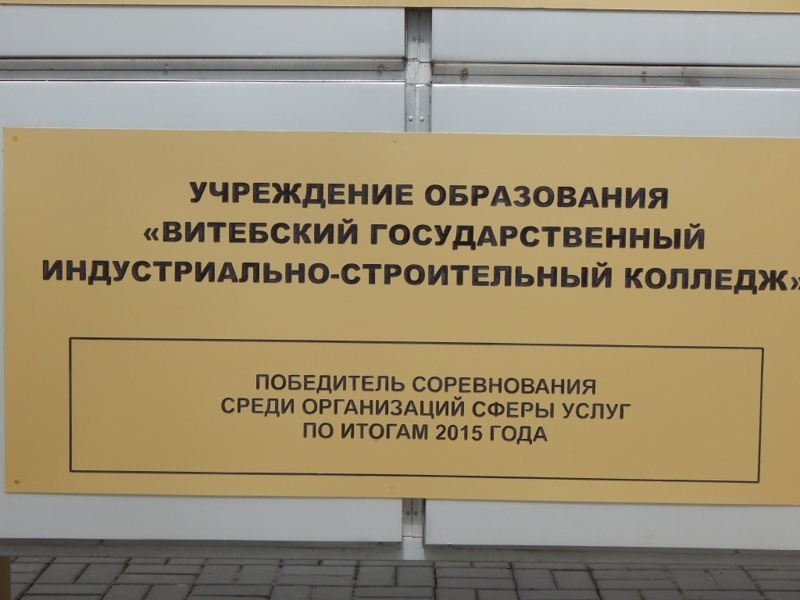 УЧРЕЖДЕНИЕ ОБРАЗОВАНИЯ
«ВИТЕБСКИЙ ГОСУДАРСТВЕННЫЙ
ИНДУСТРИАЛЬНО-СТРОИТЕЛЬНЫЙ КОЛЛЕДЖ»
ПОБЕДИТЕЛЬ СОРЕВНОВАНИЯ
СРЕДИ ОРГАНИЗАЦИЙ СФЕРЫ УСЛУГ
ПО ИТОГАМ 2015 ГОДА